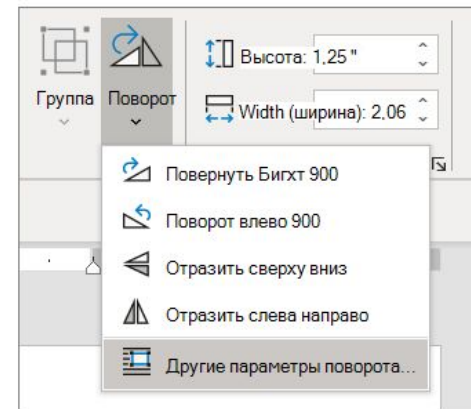 Высота: 1,25"
Группа Поворот
Width (ширина): 2,06
Повернуть Бигхт 900
Поворот влево 900
Отразить сверху вниз
Отразить слева направо
Другие параметры поворота...